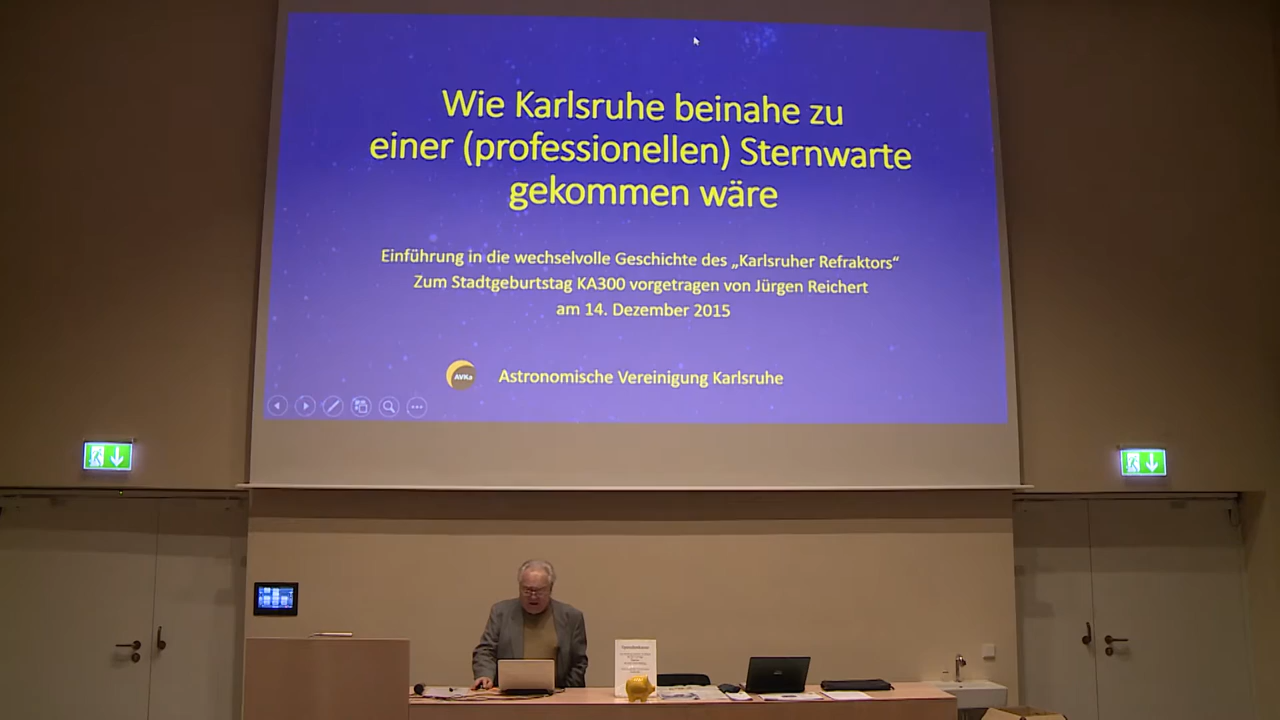 Wie Karlsruhe beinahe zu
einer (professionellen) Sternwarte
gekommen wäre
Einführung in die wechselvolle Geschichte des „Karlsruher Refraktors“
Zum Stadtgeburtstag KA300 vorgetragen von Jürgen Reichert
am 14. Dezember 2015
AVKa
Astronomische Vereinigung Karlsruhe